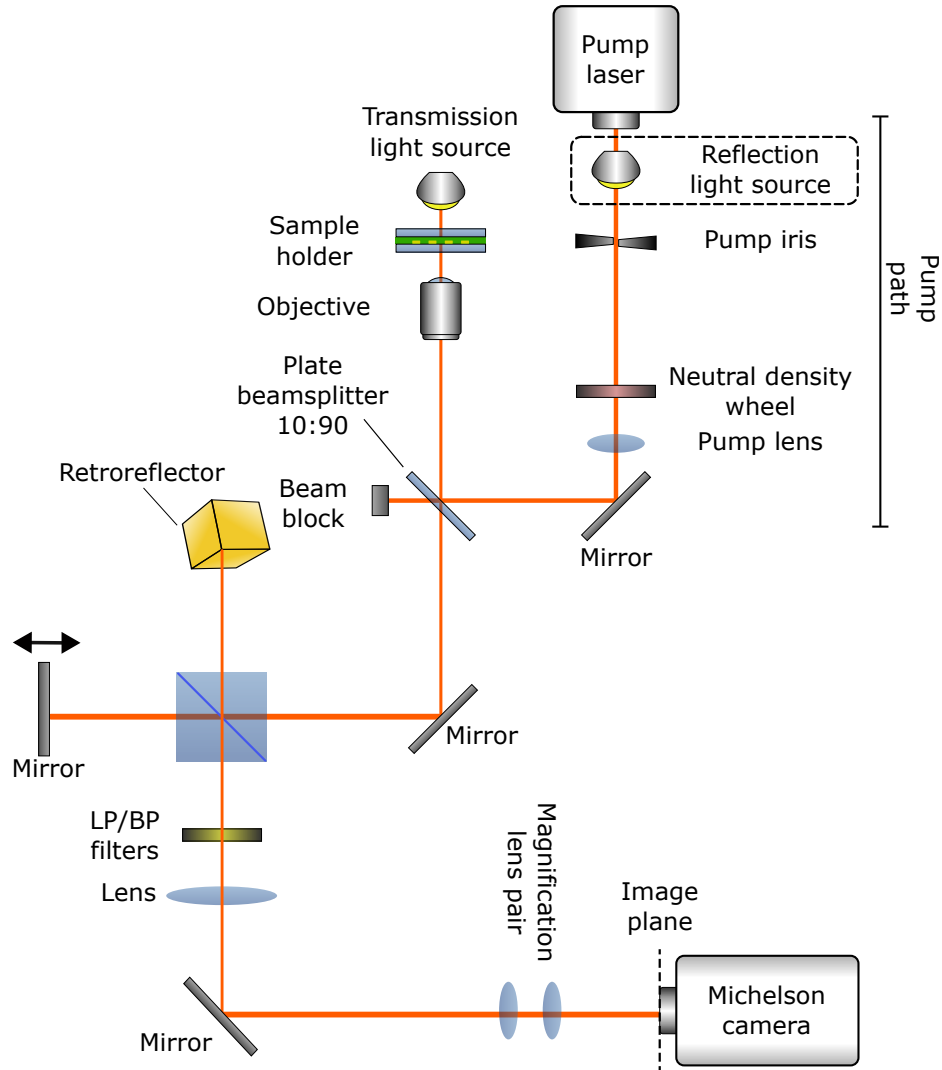 Pump
laser
Transmission
light source
Reflection
light source
Sample
holder
Pump iris
Pump
path
Objective
Plate
beamsplitter
10:90
Neutral density
wheel
Pump lens
Retroreflector
Beam
block
Mirror
Mirror
Mirror
LP/BP
filters
Lens
Magnification
lens pair
Image
plane
Michelson
camera
Mirror